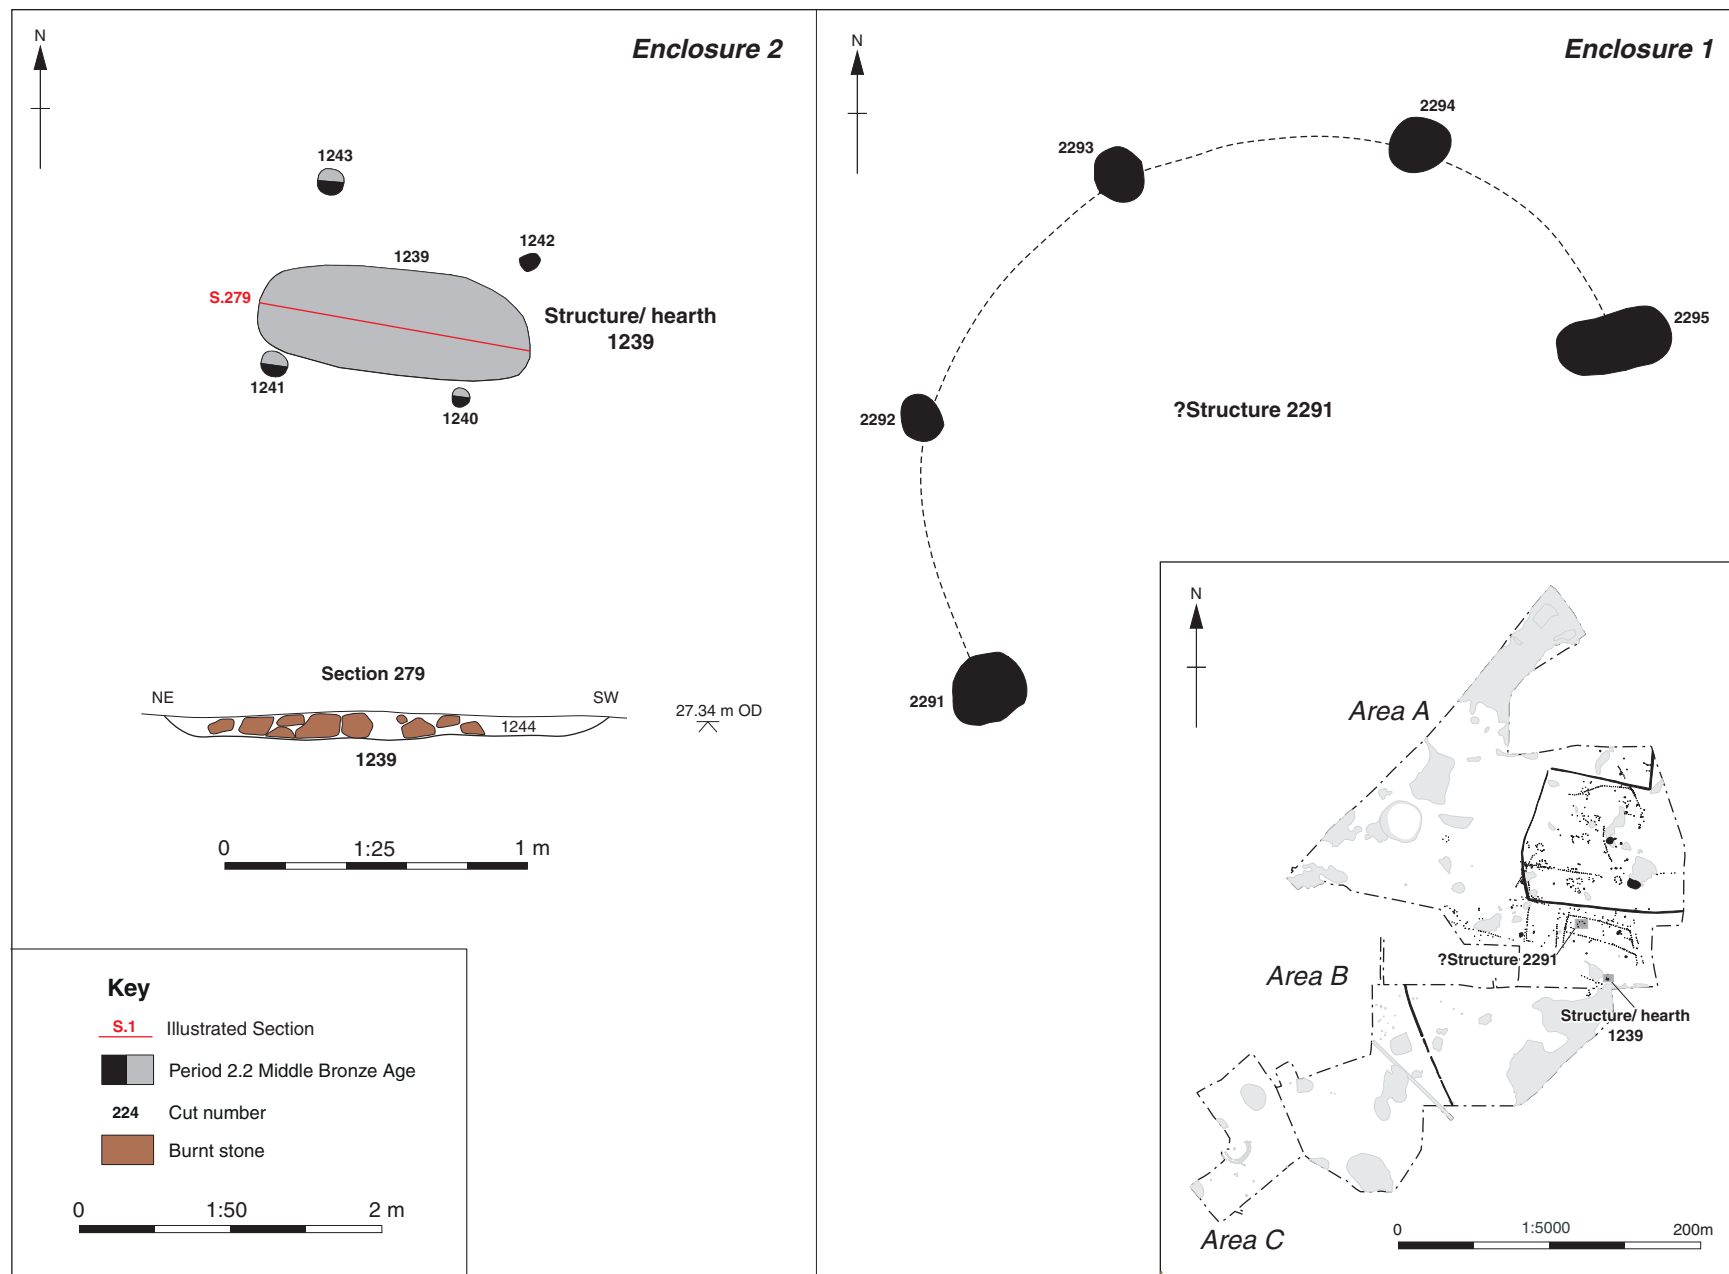 N
Enclosure 2
1243
1242
1239
S.279
Structure/ hearth
1239
1241
1240
Section 279
NE
SW
27.34 m OD
1244
1239
0
1:25
1 m
Key
S.1
Illustrated Section
Period 2.2 Middle Bronze Age
224
Cut number
Burnt stone
0
1:50
2 m
N
Enclosure 1
2294
2293
2295
2292
?Structure 2291
2291
N
Area A
?Structure 2291
Area B
Structure/ hearth
1239
Area C
0
1:5000
200m